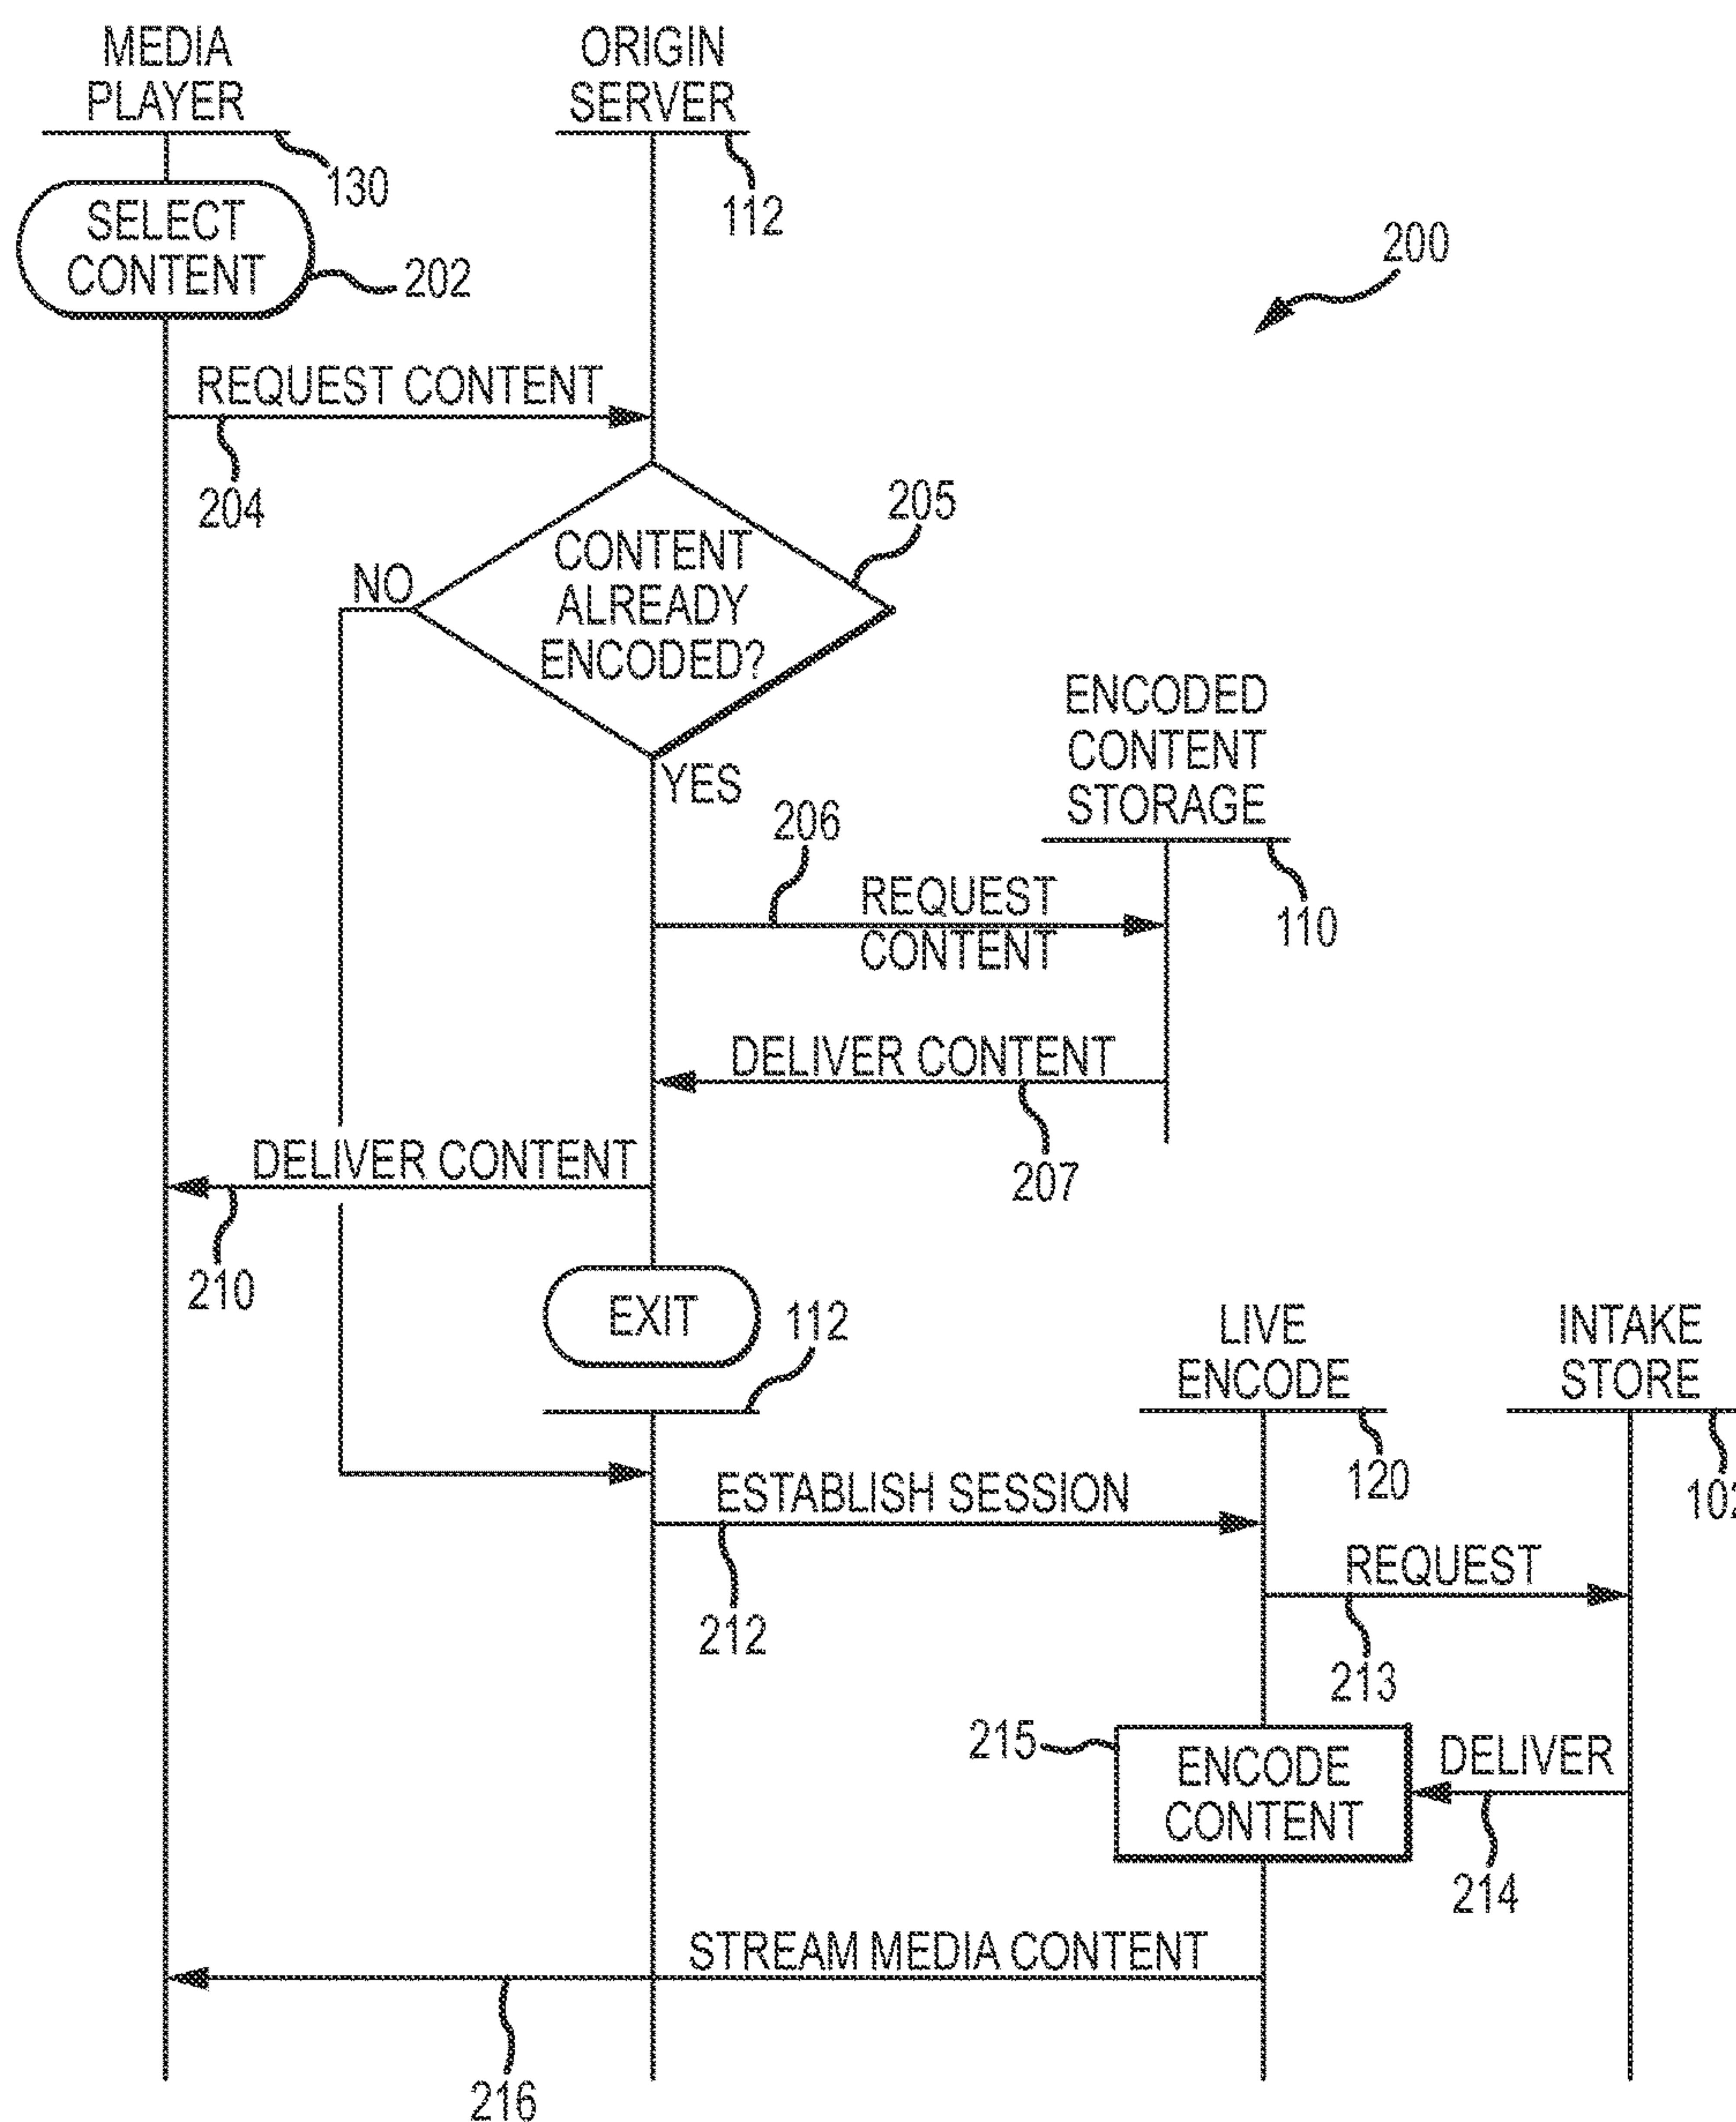 MEDIA
PLAYER
130
ORIGIN
SERVER
112
200
SELECT
CONTENT
202
REQUEST CONTENT
204
CONTENT
ALREADY
ENCODED?
205
NO
YES
ENCODED
CONTENT
STORAGE
110
206
REQUEST
CONTENT
DELIVER CONTENT
207
DELIVER CONTENT
210
EXIT
112
LIVE
ENCODE
120
INTAKE
STORE
102
ESTABLISH SESSION
212
REQUEST
213
215
ENCODE
CONTENT
DELIVER
214
STREAM MEDIA CONTENT
216